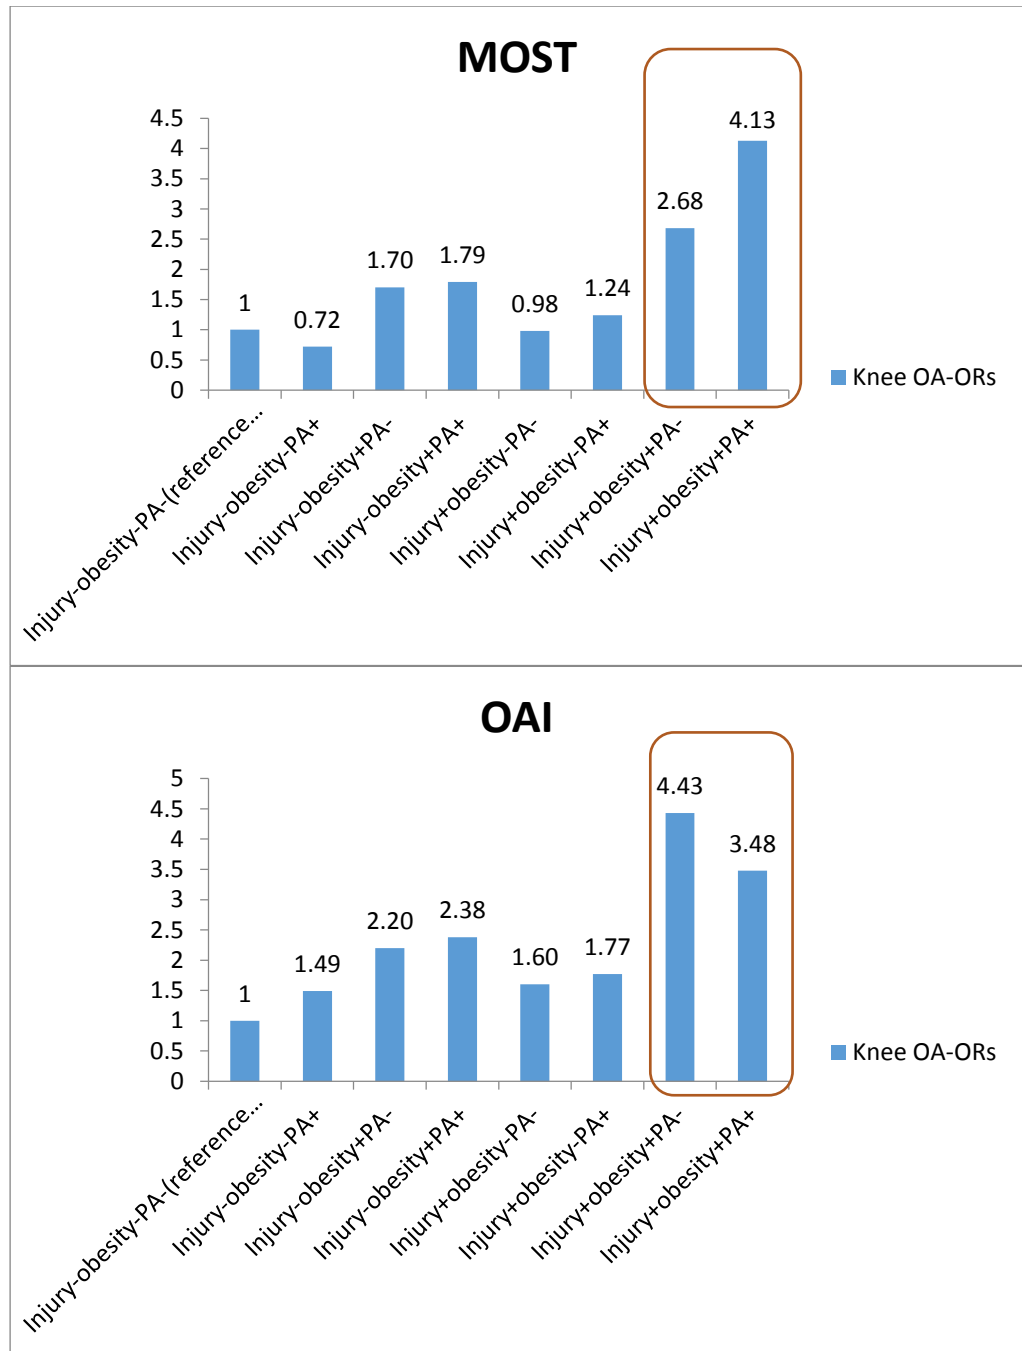 MOST
4.5
4
3.5
3
2.5
2
1.5
1
0.5
0
1
0.72
1.70
1.79
0.98
1.24
2.68
4.13
Injury-obesity-PA-(reference...
Injury-obesity-PA+
Injury-obesity+PA-
Injury-obesity+PA+
Injury+obesity-PA-
Injury+obesity-PA+
Injury+obesity+PA-
Injury+obesity+PA+
Knee OA-ORs
OAI
5
4.5
4
3.5
3
2.5
2
1.5
1
0.5
0
1
1.49
2.20
2.38
1.60
1.77
4.43
3.48
Injury-obesity-PA-(reference...
Injury-obesity-PA+
Injury-obesity+PA-
Injury-obesity+PA+
Injury+obesity-PA-
Injury+obesity-PA+
Injury+obesity+PA-
Injury+obesity+PA+
Knee OA-ORs